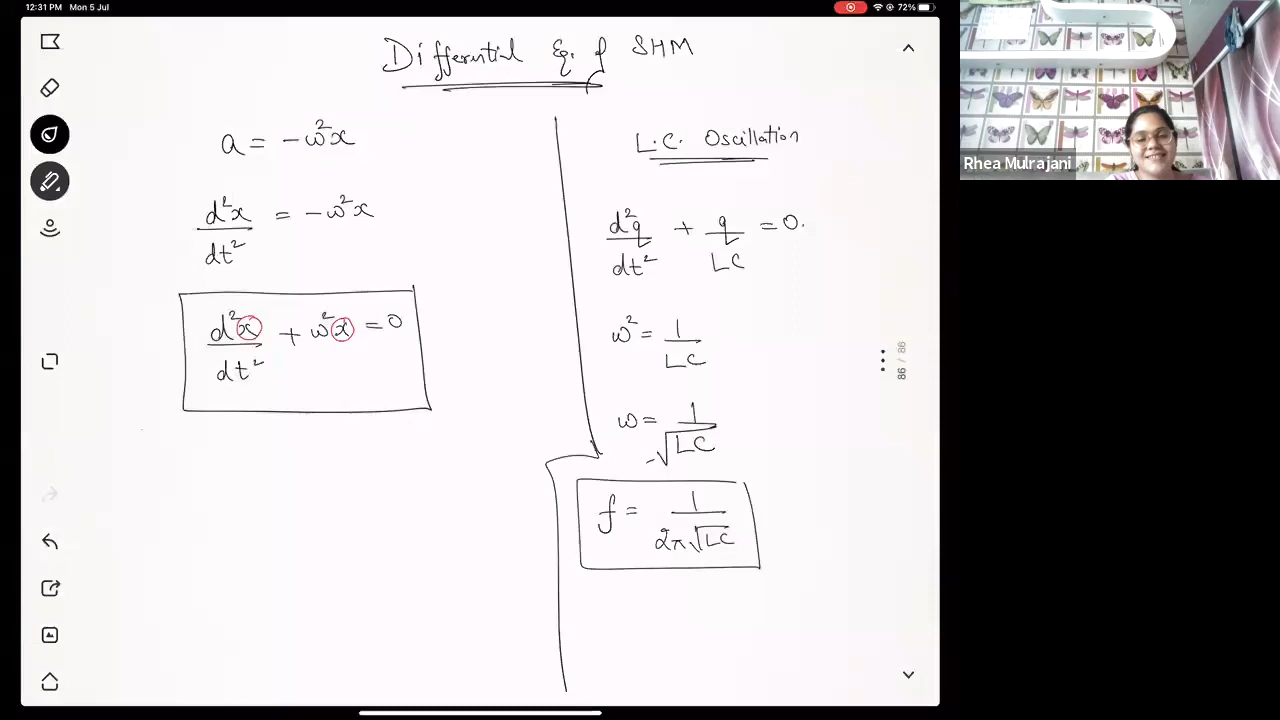 12:31 PM Mon 5 Jul
72%
Differential Eq. of SHM
a = -ω²x
d²x/dt² = -ω²x
d²x/dt² + ω²x = 0
L.C. Oscillation
d²q/dt² + q/LC = 0.
ω² = 1/LC
ω = 1/√LC
f = 1/2π√LC
86 / 86
Rhea Mulrajani